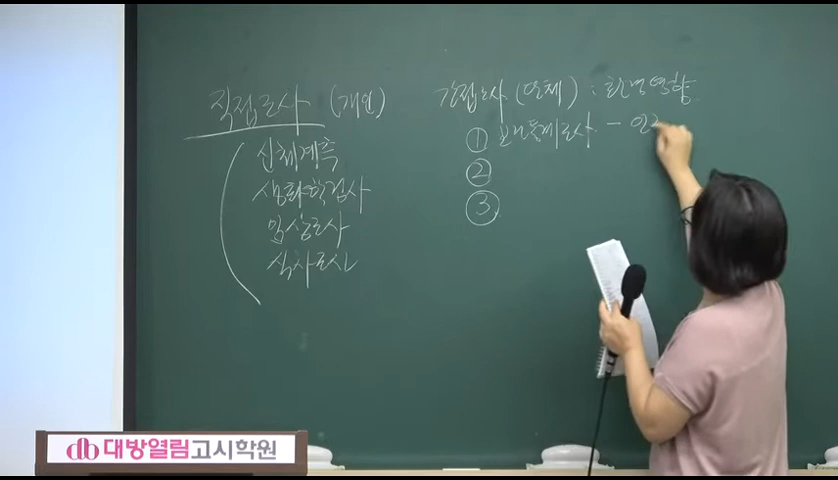 직접조사 (개인)
신체계측
생화학검사
임상조사
식사조사
간접조사 (단체) : 환경영향
① 보건통계조사 - 인
②
③
db 대방열림고시학원